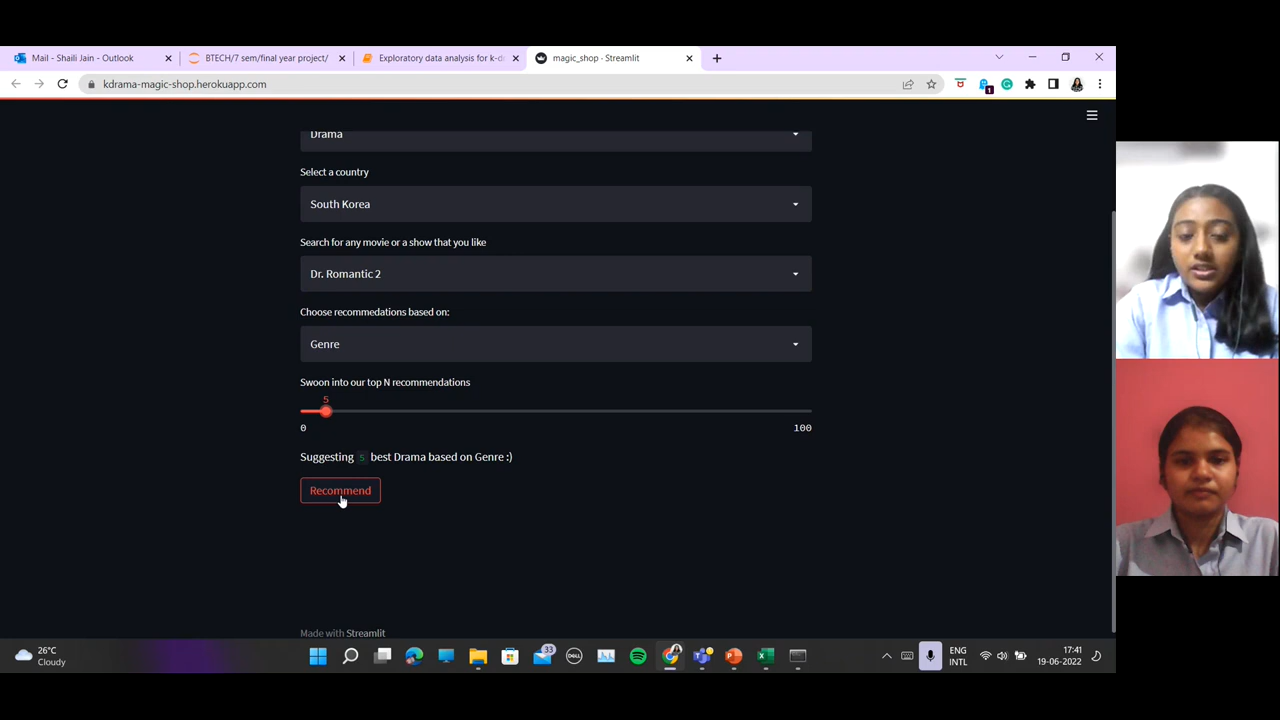 Mail - Shaili Jain - Outlook
BTECH/7 sem/final year project/
Exploratory data analysis for k-d
magic_shop · Streamlit
kdrama-magic-shop.herokuapp.com
1
Drama
Select a country
South Korea
Search for any movie or a show that you like
Dr. Romantic 2
Choose recommedations based on:
Genre
Swoon into our top N recommendations
5
0
100
Suggesting 5 best Drama based on Genre :)
Recommend
Made with Streamlit
26°C
Cloudy
33
DELL
ENG
INTL
17:41
19-06-2022